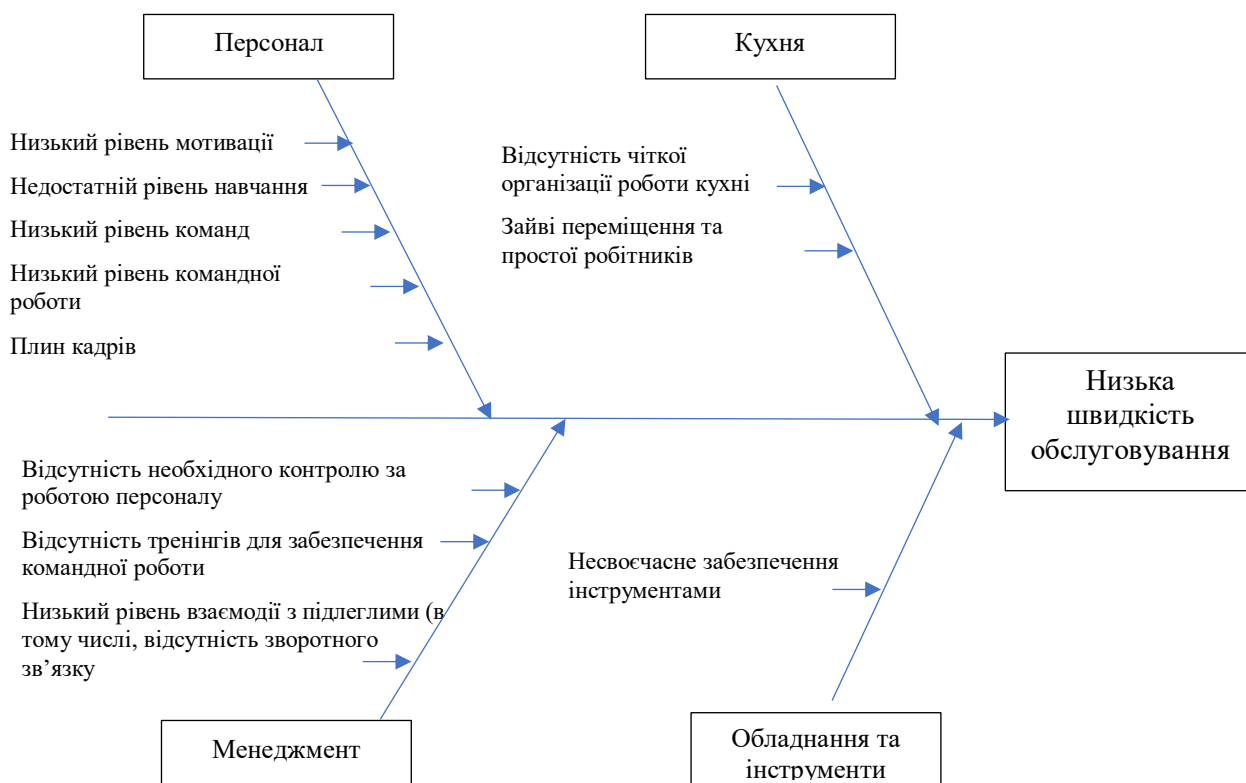 Персонал
Кухня
Низький рівень мотивації
Недостатній рівень навчання
Низький рівень команд
Низький рівень командної
роботи
Плин кадрів
Відсутність чіткої
організації роботи кухні
Зайві переміщення та
простої робітників
Низька
швидкість
обслуговування
Відсутність необхідного контролю за
роботою персоналу
Відсутність тренінгів для забезпечення
командної роботи
Низький рівень взаємодії з підлеглими (в
тому числі, відсутність зворотного
зв’язку
Несвоєчасне забезпечення
інструментами
Менеджмент
Обладнання та
інструменти